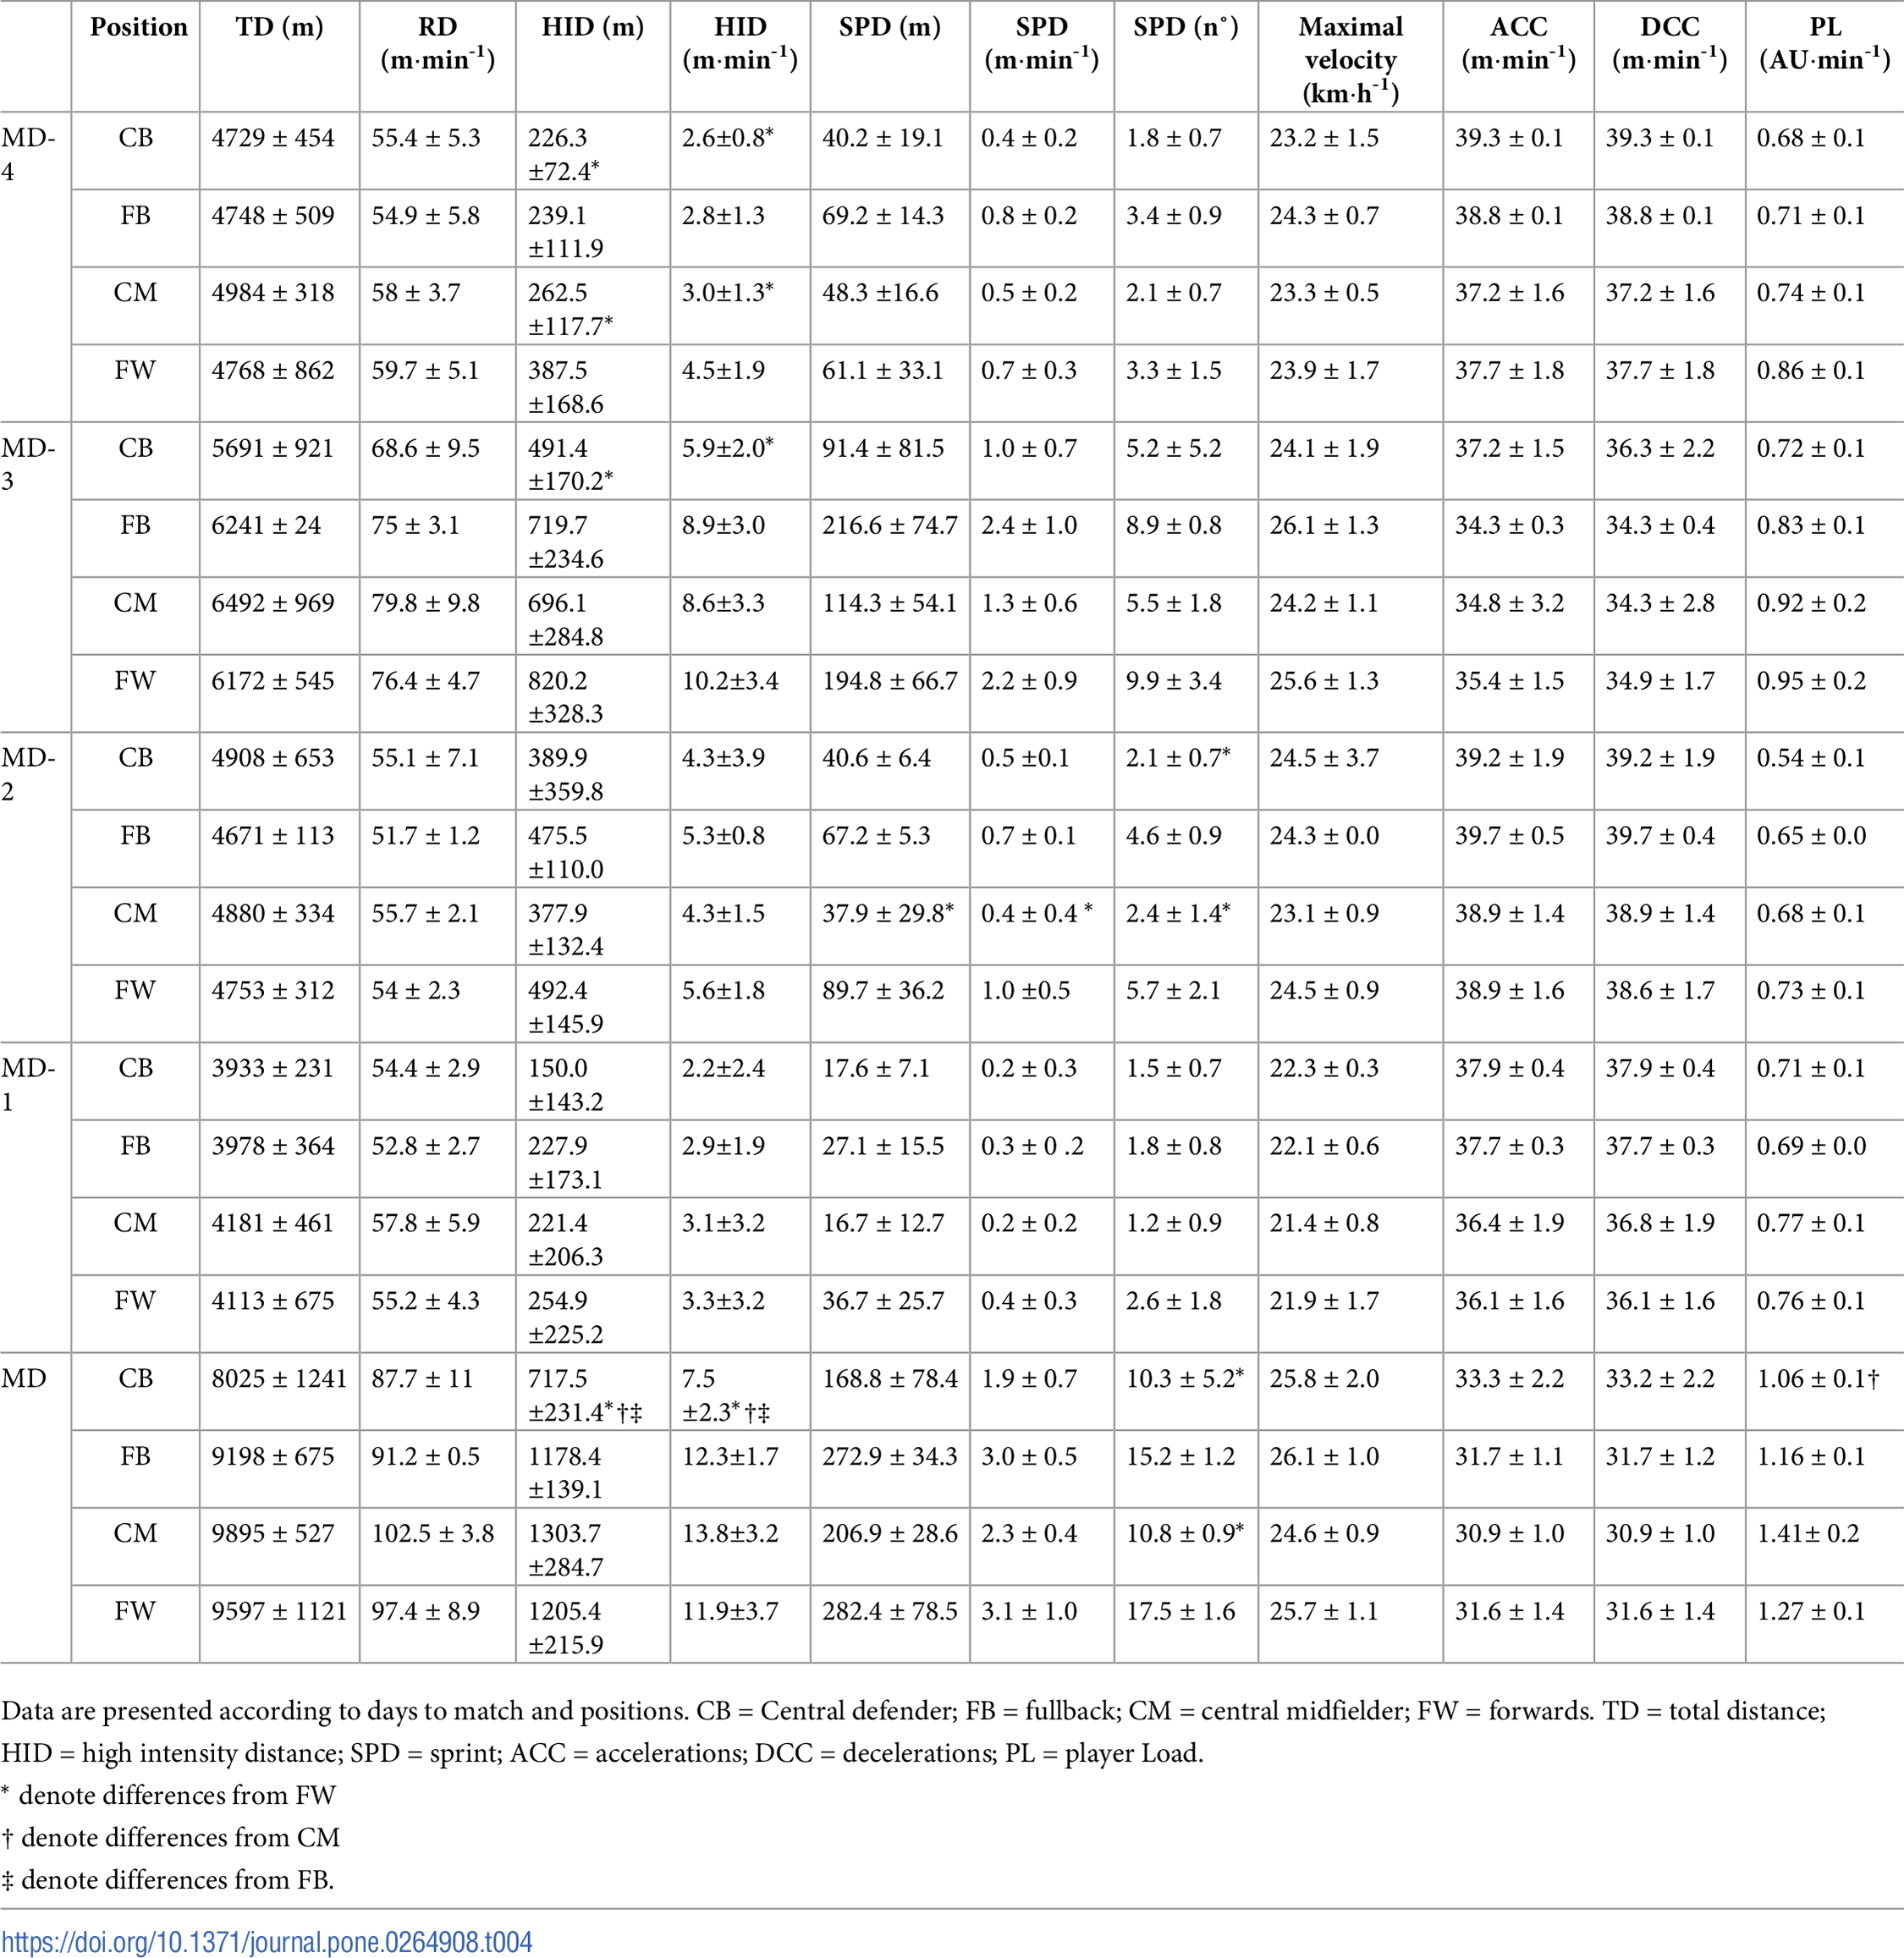 Position TD (m) RD HID (m) HID SPD (m) SPD SPD (n°) Maximal ACC DCC PL
(m·min-1) (m·min-1) (m·min-1) velocity (m·min-1) (m·min-1) (AU·min-1)
(km·h-1)
MD- CB 4729 ± 454 55.4 ± 5.3 226.3 2.6±0.8* 40.2 ± 19.1 0.4 ± 0.2 1.8 ± 0.7 23.2 ± 1.5 39.3 ± 0.1 39.3 ± 0.1 0.68 ± 0.1
4 ±72.4*
FB 4748 ± 509 54.9 ± 5.8 239.1 2.8±1.3 69.2 ± 14.3 0.8 ± 0.2 3.4 ± 0.9 24.3 ± 0.7 38.8 ± 0.1 38.8 ± 0.1 0.71 ± 0.1
±111.9
CM 4984 ± 318 58 ± 3.7 262.5 3.0±1.3* 48.3 ±16.6 0.5 ± 0.2 2.1 ± 0.7 23.3 ± 0.5 37.2 ± 1.6 37.2 ± 1.6 0.74 ± 0.1
±117.7*
FW 4768 ± 862 59.7 ± 5.1 387.5 4.5±1.9 61.1 ± 33.1 0.7 ± 0.3 3.3 ± 1.5 23.9 ± 1.7 37.7 ± 1.8 37.7 ± 1.8 0.86 ± 0.1
±168.6
MD- CB 5691 ± 921 68.6 ± 9.5 491.4 5.9±2.0* 91.4 ± 81.5 1.0 ± 0.7 5.2 ± 5.2 24.1 ± 1.9 37.2 ± 1.5 36.3 ± 2.2 0.72 ± 0.1
3 ±170.2*
FB 6241 ± 24 75 ± 3.1 719.7 8.9±3.0 216.6 ± 74.7 2.4 ± 1.0 8.9 ± 0.8 26.1 ± 1.3 34.3 ± 0.3 34.3 ± 0.4 0.83 ± 0.1
±234.6
CM 6492 ± 969 79.8 ± 9.8 696.1 8.6±3.3 114.3 ± 54.1 1.3 ± 0.6 5.5 ± 1.8 24.2 ± 1.1 34.8 ± 3.2 34.3 ± 2.8 0.92 ± 0.2
±284.8
FW 6172 ± 545 76.4 ± 4.7 820.2 10.2±3.4 194.8 ± 66.7 2.2 ± 0.9 9.9 ± 3.4 25.6 ± 1.3 35.4 ± 1.5 34.9 ± 1.7 0.95 ± 0.2
±328.3
MD- CB 4908 ± 653 55.1 ± 7.1 389.9 4.3±3.9 40.6 ± 6.4 0.5 ±0.1 2.1 ± 0.7* 24.5 ± 3.7 39.2 ± 1.9 39.2 ± 1.9 0.54 ± 0.1
2 ±359.8
FB 4671 ± 113 51.7 ± 1.2 475.5 5.3±0.8 67.2 ± 5.3 0.7 ± 0.1 4.6 ± 0.9 24.3 ± 0.0 39.7 ± 0.5 39.7 ± 0.4 0.65 ± 0.0
±110.0
CM 4880 ± 334 55.7 ± 2.1 377.9 4.3±1.5 37.9 ± 29.8* 0.4 ± 0.4 * 2.4 ± 1.4* 23.1 ± 0.9 38.9 ± 1.4 38.9 ± 1.4 0.68 ± 0.1
±132.4
FW 4753 ± 312 54 ± 2.3 492.4 5.6±1.8 89.7 ± 36.2 1.0 ±0.5 5.7 ± 2.1 24.5 ± 0.9 38.9 ± 1.6 38.6 ± 1.7 0.73 ± 0.1
±145.9
MD- CB 3933 ± 231 54.4 ± 2.9 150.0 2.2±2.4 17.6 ± 7.1 0.2 ± 0.3 1.5 ± 0.7 22.3 ± 0.3 37.9 ± 0.4 37.9 ± 0.4 0.71 ± 0.1
1 ±143.2
FB 3978 ± 364 52.8 ± 2.7 227.9 2.9±1.9 27.1 ± 15.5 0.3 ± 0 .2 1.8 ± 0.8 22.1 ± 0.6 37.7 ± 0.3 37.7 ± 0.3 0.69 ± 0.0
±173.1
CM 4181 ± 461 57.8 ± 5.9 221.4 3.1±3.2 16.7 ± 12.7 0.2 ± 0.2 1.2 ± 0.9 21.4 ± 0.8 36.4 ± 1.9 36.8 ± 1.9 0.77 ± 0.1
±206.3
FW 4113 ± 675 55.2 ± 4.3 254.9 3.3±3.2 36.7 ± 25.7 0.4 ± 0.3 2.6 ± 1.8 21.9 ± 1.7 36.1 ± 1.6 36.1 ± 1.6 0.76 ± 0.1
±225.2
MD CB 8025 ± 1241 87.7 ± 11 717.5 7.5 168.8 ± 78.4 1.9 ± 0.7 10.3 ± 5.2* 25.8 ± 2.0 33.3 ± 2.2 33.2 ± 2.2 1.06 ± 0.1†
±231.4*†‡ ±2.3*†‡
FB 9198 ± 675 91.2 ± 0.5 1178.4 12.3±1.7 272.9 ± 34.3 3.0 ± 0.5 15.2 ± 1.2 26.1 ± 1.0 31.7 ± 1.1 31.7 ± 1.2 1.16 ± 0.1
±139.1
CM 9895 ± 527 102.5 ± 3.8 1303.7 13.8±3.2 206.9 ± 28.6 2.3 ± 0.4 10.8 ± 0.9* 24.6 ± 0.9 30.9 ± 1.0 30.9 ± 1.0 1.41± 0.2
±284.7
FW 9597 ± 1121 97.4 ± 8.9 1205.4 11.9±3.7 282.4 ± 78.5 3.1 ± 1.0 17.5 ± 1.6 25.7 ± 1.1 31.6 ± 1.4 31.6 ± 1.4 1.27 ± 0.1
±215.9
Data are presented according to days to match and positions. CB = Central defender; FB = fullback; CM = central midfielder; FW = forwards. TD = total distance;
HID = high intensity distance; SPD = sprint; ACC = accelerations; DCC = decelerations; PL = player Load.
* denote differences from FW
† denote differences from CM
‡ denote differences from FB.
https://doi.org/10.1371/journal.pone.0264908.t004